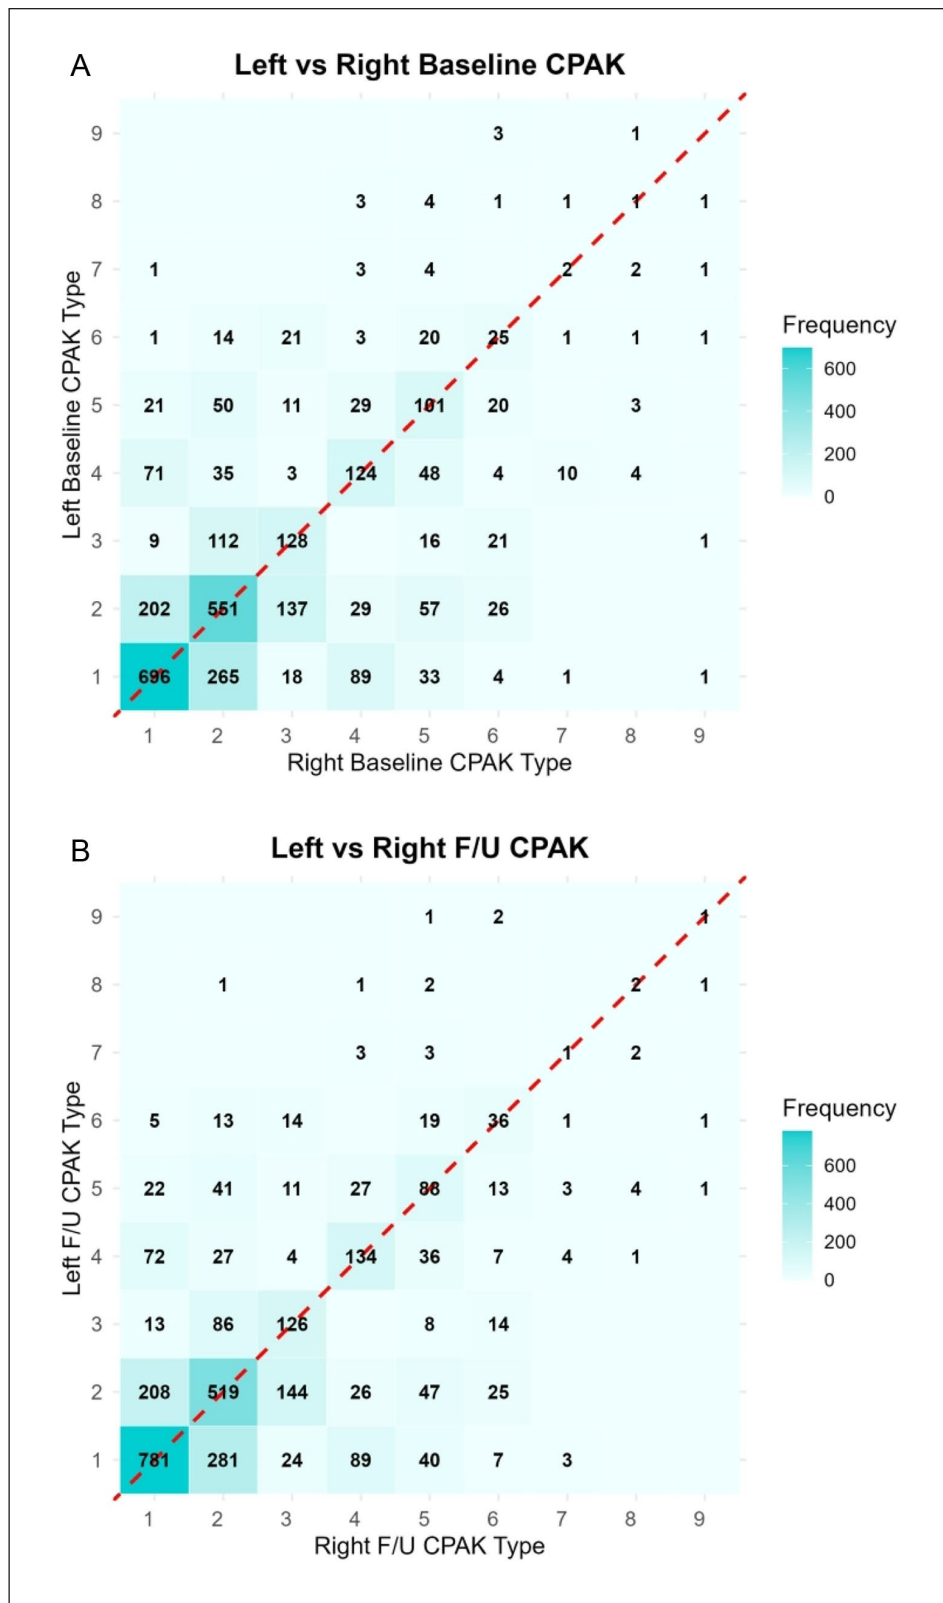 A
Left vs Right Baseline CPAK
9 3 1
8 3 4 1 1 1 1
7 1 3 4 2 2 1
6 1 14 21 3 20 25 1 1 1
5 21 50 11 29 101 20 3
4 71 35 3 124 48 4 10 4
3 9 112 128 16 21 1
2 202 551 137 29 57 26
1 696 265 18 89 33 4 1 1
1 2 3 4 5 6 7 8 9
Right Baseline CPAK Type
Left Baseline CPAK Type
Frequency
600
400
200
0
B
Left vs Right F/U CPAK
9 1 2 1
8 1 1 2 2 1
7 3 3 1 2
6 5 13 14 19 36 1 1
5 22 41 11 27 88 13 3 4 1
4 72 27 4 134 36 7 4 1
3 13 86 126 8 14
2 208 519 144 26 47 25
1 781 281 24 89 40 7 3
1 2 3 4 5 6 7 8 9
Right F/U CPAK Type
Left F/U CPAK Type
Frequency
600
400
200
0